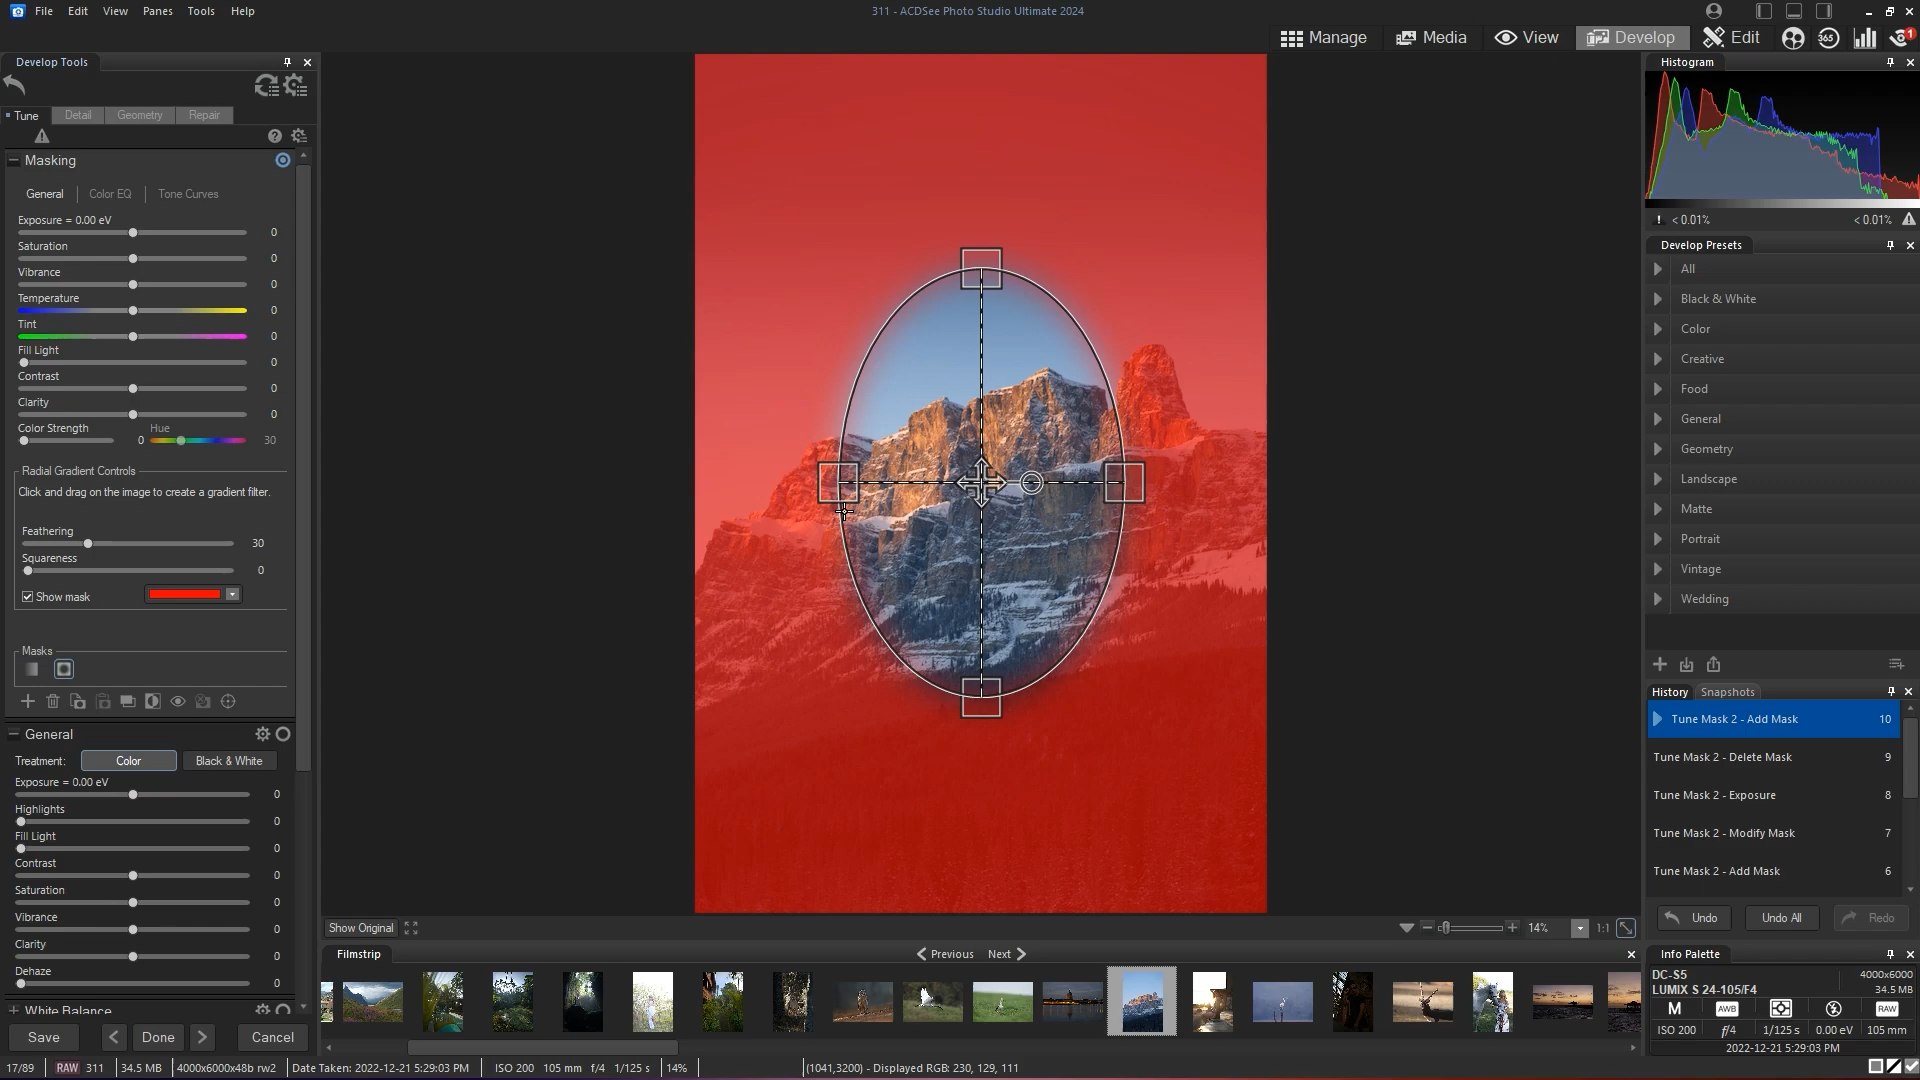 File Edit View Panes Tools Help
311 - ACDSee Photo Studio Ultimate 2024
Manage Media View Develop Edit 365 1
Develop Tools
Tune Detail Geometry Repair
Masking
General Color EQ Tone Curves
Exposure = 0.00 eV
0
Saturation
0
Vibrance
0
Temperature
0
Tint
0
Fill Light
0
Contrast
0
Clarity
0
Color Strength Hue
0 30
Radial Gradient Controls
Click and drag on the image to create a gradient filter.
Feathering
30
Squareness
0
Show mask
Masks
General
Treatment: Color Black & White
Exposure = 0.00 eV
0
Highlights
0
Fill Light
0
Contrast
0
Saturation
0
Vibrance
0
Clarity
0
Dehaze
0
White Balance
Save Done Cancel
Show Original
14% 1:1
Filmstrip
Previous Next
Histogram
< 0.01% < 0.01%
Develop Presets
All
Black & White
Color
Creative
Food
General
Geometry
Landscape
Matte
Portrait
Vintage
Wedding
History Snapshots
Tune Mask 2 - Add Mask 10
Tune Mask 2 - Delete Mask 9
Tune Mask 2 - Exposure 8
Tune Mask 2 - Modify Mask 7
Tune Mask 2 - Add Mask 6
Undo Undo All Redo
Info Palette
DC-S5 4000x6000
LUMIX S 24-105/F4 34.5 MB
M AWB RAW
ISO 200 f/4 1/125 s 0.00 eV 105 mm
2022-12-21 5:29:03 PM
17/89 RAW 311 34.5 MB 4000x6000x48b rw2 Date Taken: 2022-12-21 5:29:03 PM ISO 200 105 mm f/4 1/125 s 14% (1041,3200) - Displayed RGB: 230, 129, 111